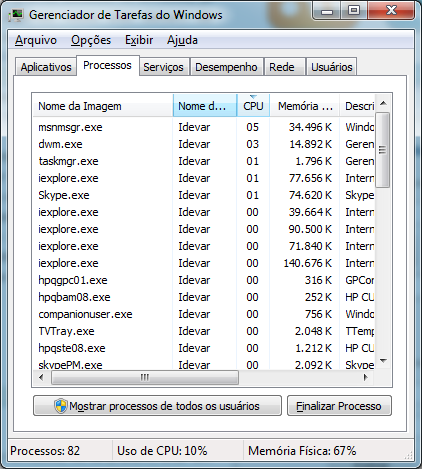 Gerenciador de Tarefas do Windows
Arquivo Opções Exibir Ajuda
Aplicativos Processos Serviços Desempenho Rede Usuários
Nome da Imagem Nome d... CPU Memória ... Descri
msnmsgr.exe Idevar 05 34.496 K Windo
dwm.exe Idevar 03 14.892 K Geren
taskmgr.exe Idevar 01 1.796 K Geren
iexplore.exe Idevar 01 77.656 K Intern
Skype.exe Idevar 01 74.620 K Skype
iexplore.exe Idevar 00 39.664 K Intern
iexplore.exe Idevar 00 90.500 K Intern
iexplore.exe Idevar 00 71.840 K Intern
iexplore.exe Idevar 00 140.676 K Intern
hpqgpc01.exe Idevar 00 316 K GPCor
hpqbam08.exe Idevar 00 252 K HP CU
companionuser.exe Idevar 00 756 K Windo
TVTray.exe Idevar 00 2.048 K TTemp
hpqste08.exe Idevar 00 1.212 K HP CU
skypePM.exe Idevar 00 2.092 K Skype
Mostrar processos de todos os usuários Finalizar Processo
Processos: 82 Uso de CPU: 10% Memória Física: 67%